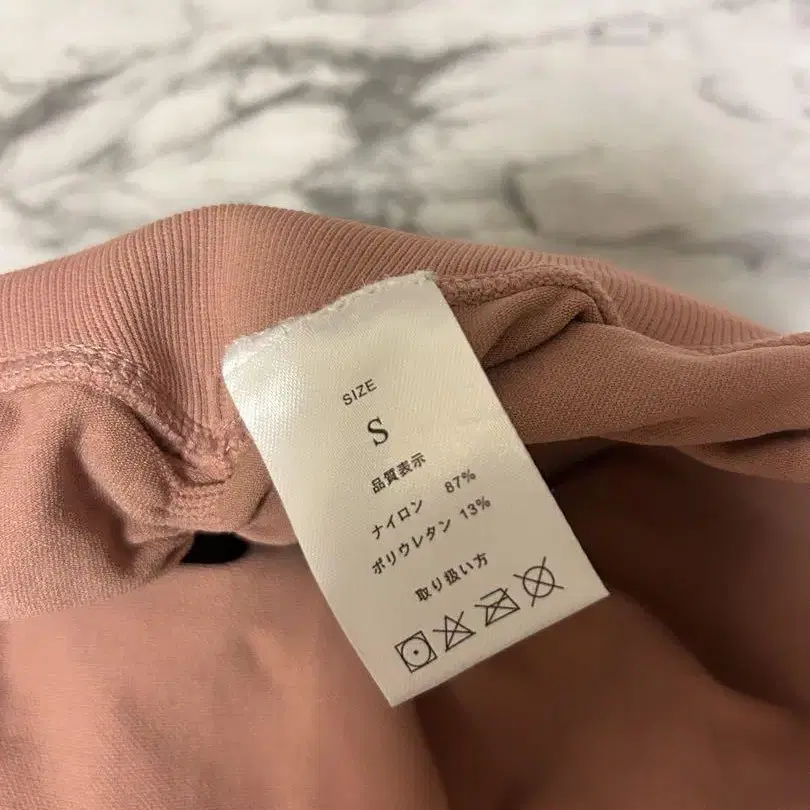 SIZE
S
品質表示
ナイロン 87%
ポリウレタン 13%
取り扱い方